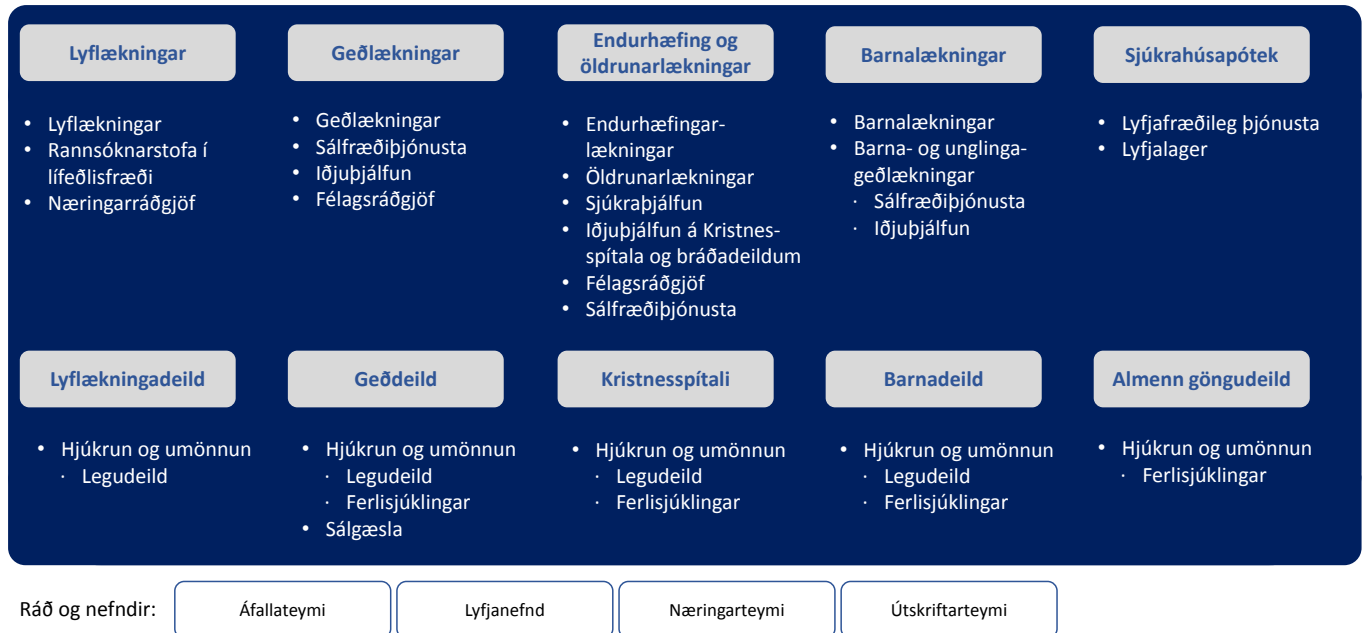 Lyflækningar
• Lyflækningar
• Rannsóknarstofa í
lífeðlisfræði
• Næringarráðgjöf
Geðlækningar
• Geðlækningar
• Sálfræðiþjónusta
• Iðjuþjálfun
• Félagsráðgjöf
Endurhæfing og
öldrunarlækningar
• Endurhæfingar-
lækningar
• Öldrunarlækningar
• Sjúkraþjálfun
• Iðjuþjálfun á Kristnes-
spítala og bráðadeildum
• Félagsráðgjöf
• Sálfræðiþjónusta
Barnalækningar
• Barnalækningar
• Barna- og unglinga-
geðlækningar
· Sálfræðiþjónusta
· Iðjuþjálfun
Sjúkrahúsapótek
• Lyfjafræðileg þjónusta
• Lyfjalager
Lyflækningadeild
• Hjúkrun og umönnun
· Legudeild
Geðdeild
• Hjúkrun og umönnun
· Legudeild
· Ferlisjúklingar
• Sálgæsla
Kristnesspítali
• Hjúkrun og umönnun
· Legudeild
· Ferlisjúklingar
Barnadeild
• Hjúkrun og umönnun
· Legudeild
· Ferlisjúklingar
Almenn göngudeild
• Hjúkrun og umönnun
· Ferlisjúklingar
Ráð og nefndir:
Áfallateymi
Lyfjanefnd
Næringarteymi
Útskriftarteymi